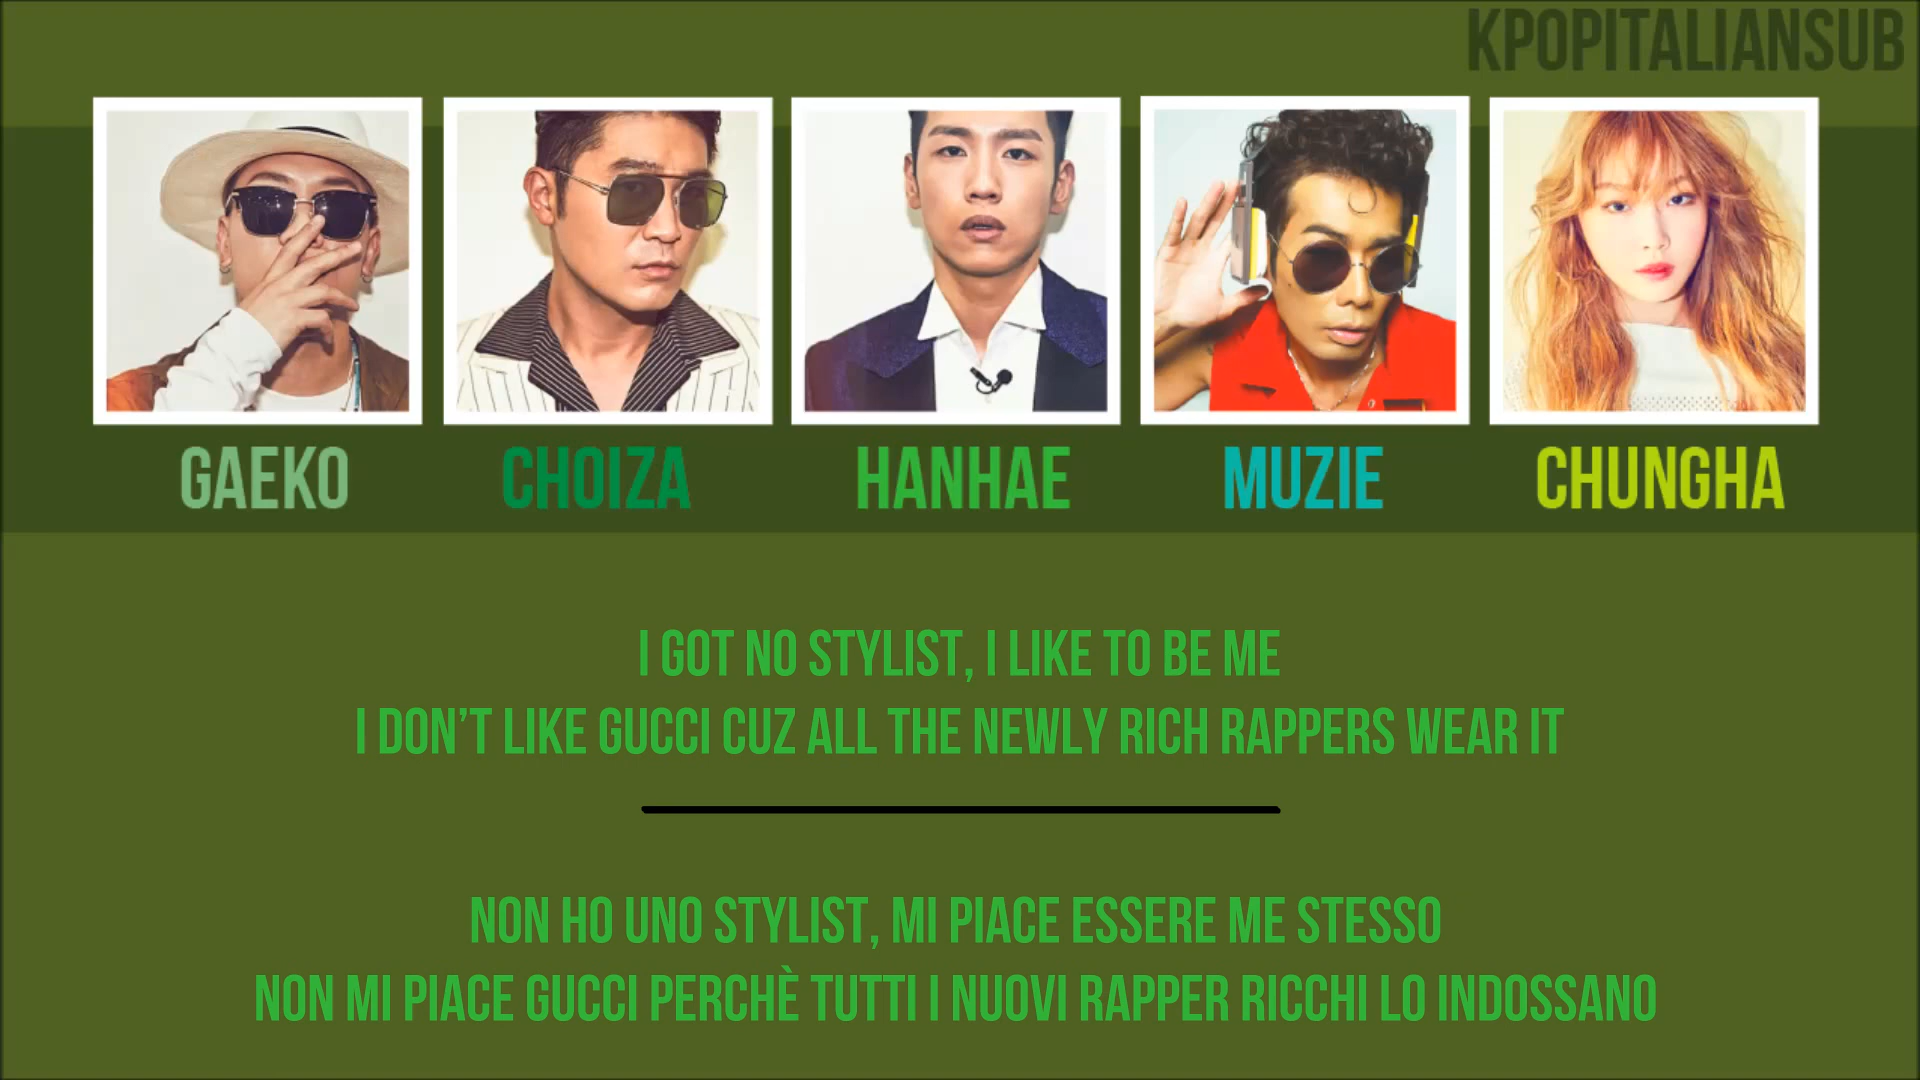 KPOPITALIANSUB
GAEKO
CHOIZA
HANHAE
MUZIE
CHUNGHA
I GOT NO STYLIST, I LIKE TO BE ME
I DON’T LIKE GUCCI CUZ ALL THE NEWLY RICH RAPPERS WEAR IT
NON HO UNO STYLIST, MI PIACE ESSERE ME STESSO
NON MI PIACE GUCCI PERCHÈ TUTTI I NUOVI RAPPER RICCHI LO INDOSSANO